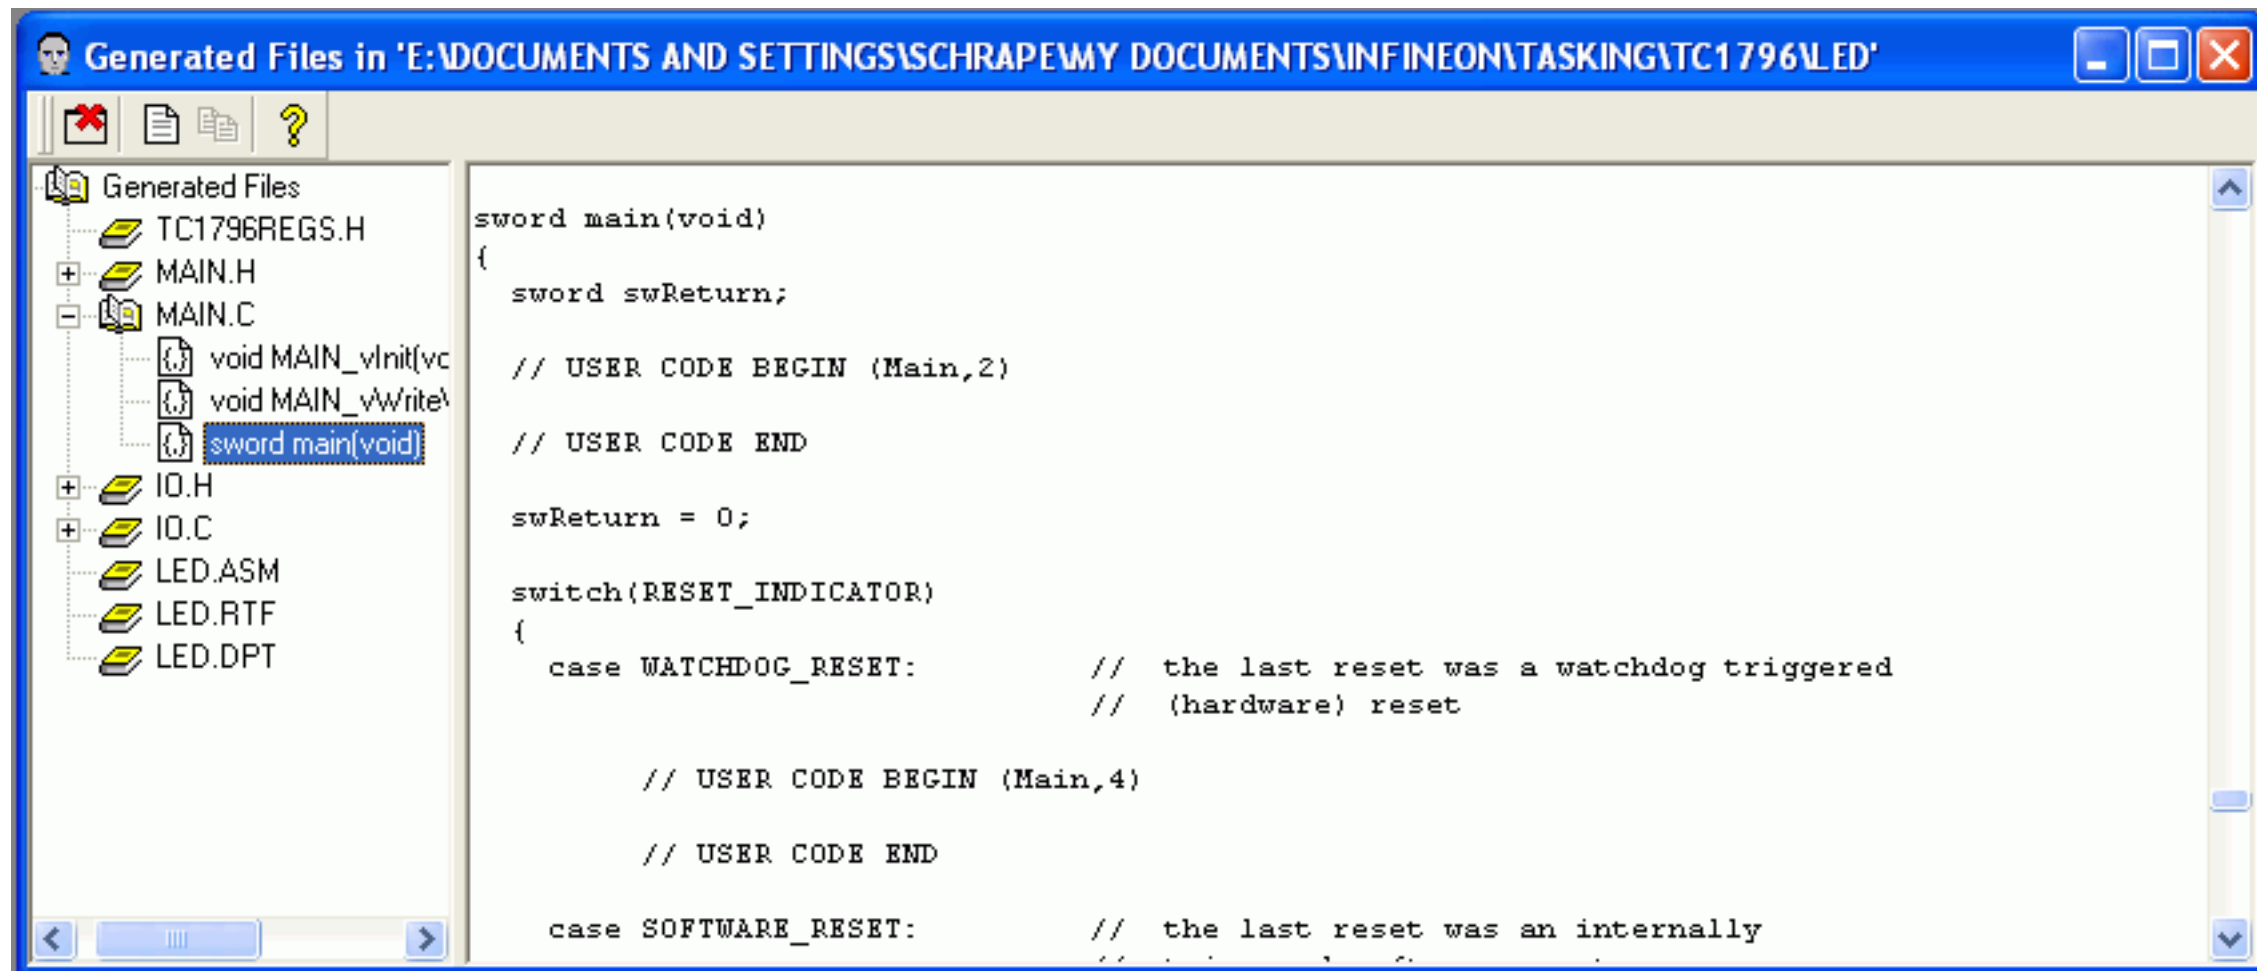 Generated Files in 'E:\DOCUMENTS AND SETTINGS\SCHRAPE\MY DOCUMENTS\INFINEON\TASKING\TC1796\LED'
Generated Files
TC1796REGS.H
MAIN.H
MAIN.C
void MAIN_vInit(vo
void MAIN_vWrite
sword main(void)
IO.H
IO.C
LED.ASM
LED.RTF
LED.DPT
sword main(void)
{
sword swReturn;
// USER CODE BEGIN (Main,2)
// USER CODE END
swReturn = 0;
switch(RESET_INDICATOR)
{
case WATCHDOG_RESET: // the last reset was a watchdog triggered
// (hardware) reset
// USER CODE BEGIN (Main,4)
// USER CODE END
case SOFTWARE_RESET: // the last reset was an internally